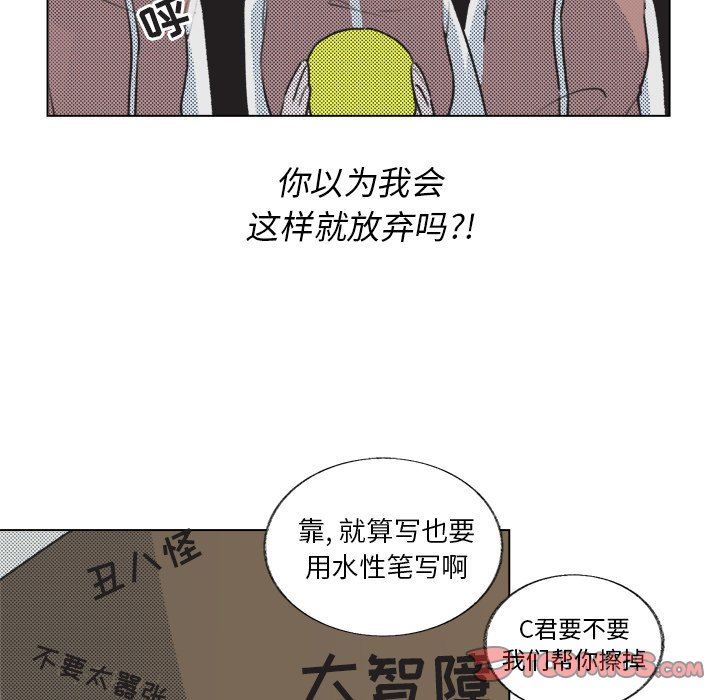 呼
你以为我会
这样就放弃吗?!
靠, 就算写也要
用水性笔写啊
丑八怪
C君要不要
我们帮你擦掉
不要太嚣张
大智障